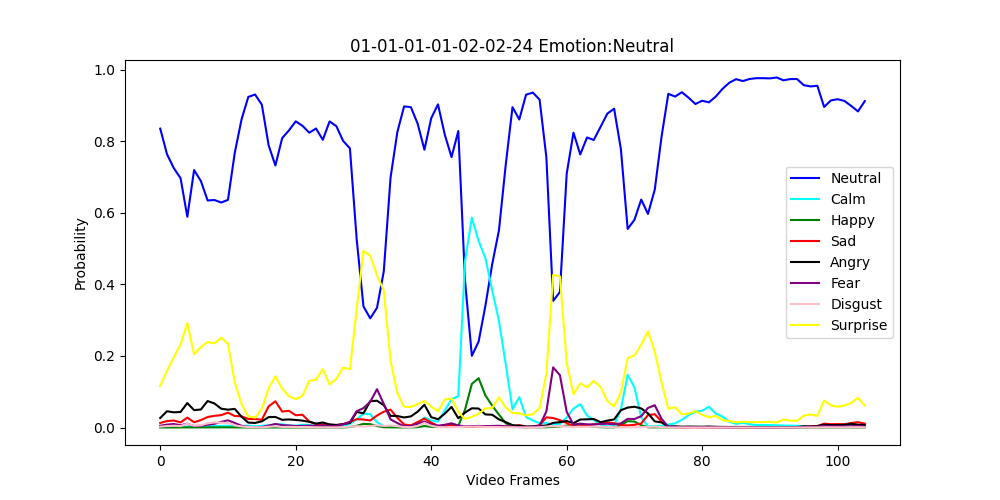 01-01-01-01-02-02-24 Emotion:Neutral
1.0
0.8
0.6
0.4
0.2
0.0
Probability
0
20
40
60
80
100
Video Frames
Neutral
Calm
Happy
Sad
Angry
Fear
Disgust
Surprise